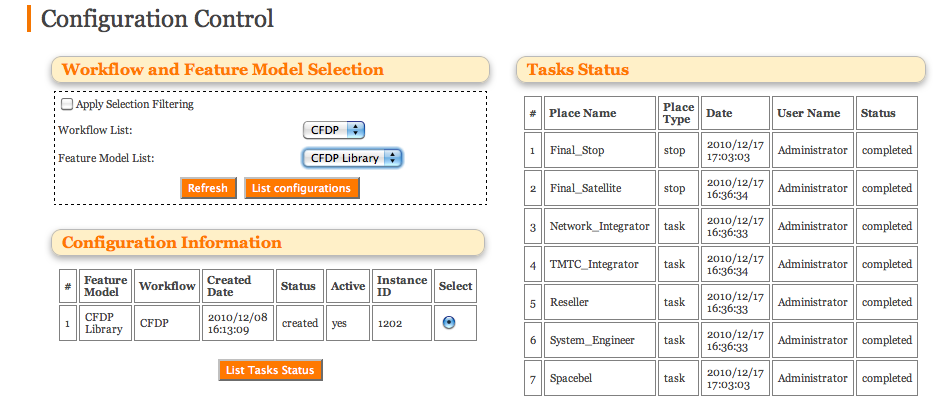 Configuration Control
Workflow and Feature Model Selection
Apply Selection Filtering
Workflow List: CFDP
Feature Model List: CFDP Library
Refresh List configurations
Configuration Information
# Feature Model Workflow Created Date Status Active Instance ID Select
1 CFDP Library CFDP 2010/12/08 16:13:09 created yes 1202
List Tasks Status
Tasks Status
# Place Name Place Type Date User Name Status
1 Final_Stop stop 2010/12/17 17:03:03 Administrator completed
2 Final_Satellite stop 2010/12/17 16:36:34 Administrator completed
3 Network_Integrator task 2010/12/17 16:36:33 Administrator completed
4 TMTC_Integrator task 2010/12/17 16:36:34 Administrator completed
5 Reseller task 2010/12/17 16:36:33 Administrator completed
6 System_Engineer task 2010/12/17 16:36:33 Administrator completed
7 Spacebel task 2010/12/17 17:03:03 Administrator completed